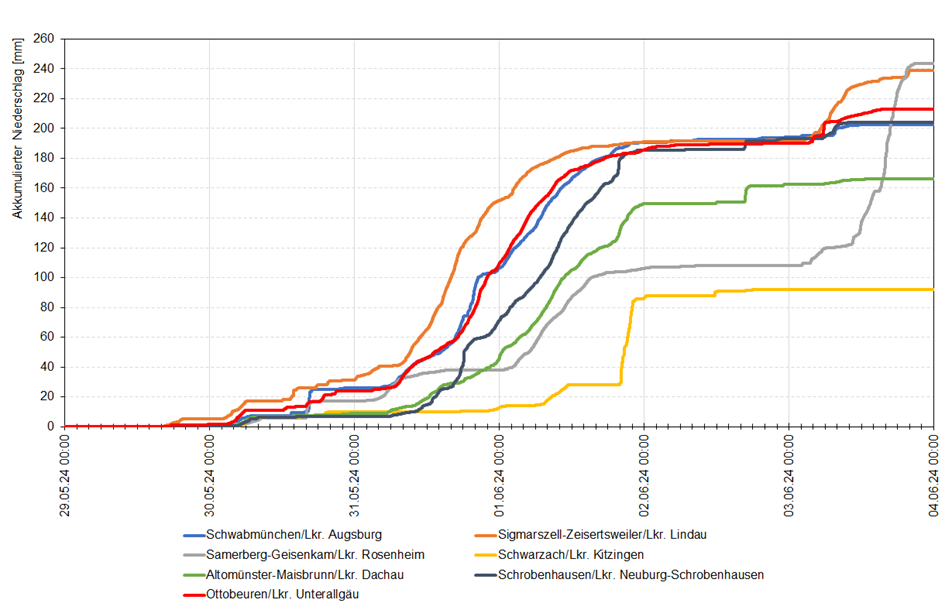 Akkumulierter Niederschlag [mm]
260
240
220
200
180
160
140
120
100
80
60
40
20
0
29.05.24 00:00
30.05.24 00:00
31.05.24 00:00
01.06.24 00:00
02.06.24 00:00
03.06.24 00:00
04.06.24 00:00
Schwabmünchen/Lkr. Augsburg
Sigmarszell-Zeisertsweiler/Lkr. Lindau
Samerberg-Geisenkam/Lkr. Rosenheim
Schwarzach/Lkr. Kitzingen
Altomünster-Maisbrunn/Lkr. Dachau
Schrobenhausen/Lkr. Neuburg-Schrobenhausen
Ottobeuren/Lkr. Unterallgäu